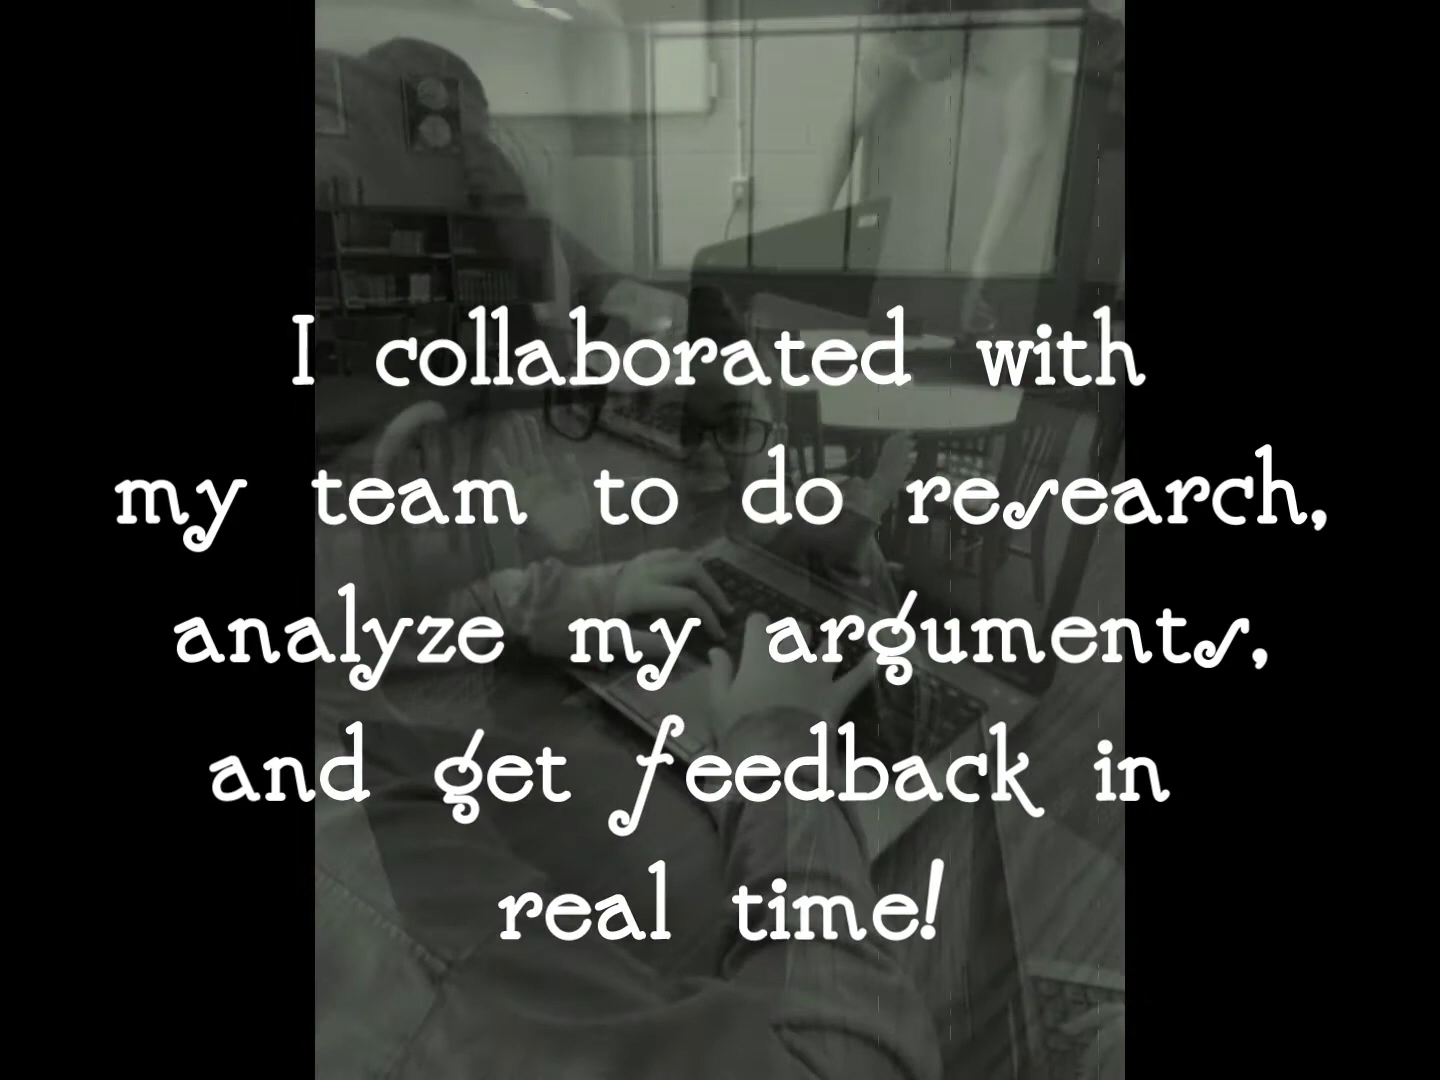 I collaborated with
my team to do research,
analyze my arguments,
and get feedback in
real time!